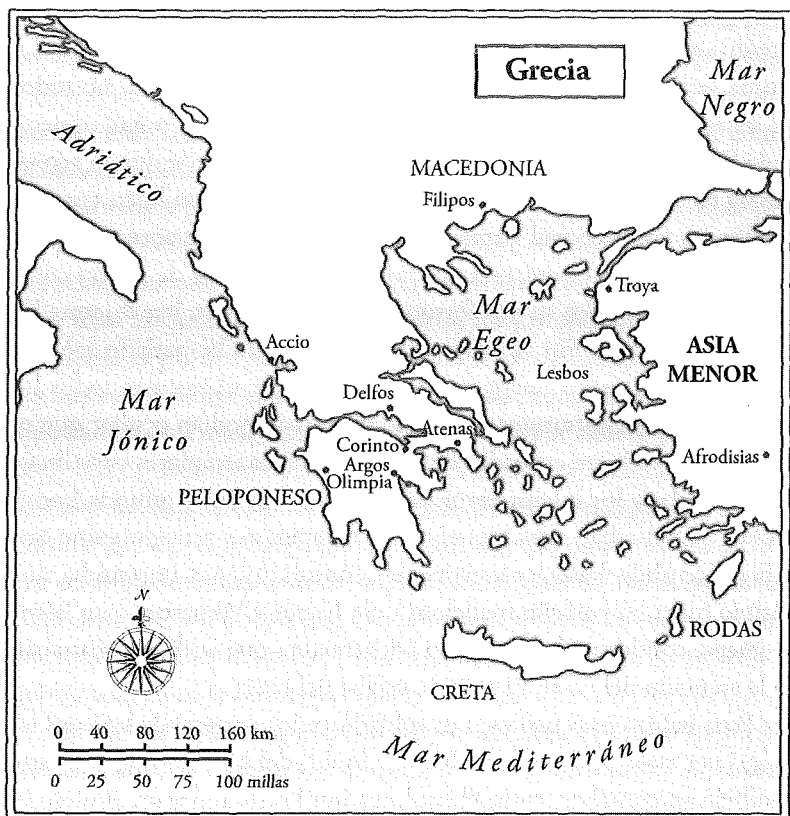 Grecia
Mar
Negro
Adriático
MACEDONIA
Filipos
Troya
Mar
Egeo
Accio
ASIA
MENOR
Lesbos
Delfos
Mar
Jónico
Atenas
Corinto
Argos
Olimpia
Afrodisias
PELOPONESO
N
RODAS
CRETA
0 40 80 120 160 km
Mar Mediterráneo
0 25 50 75 100 millas